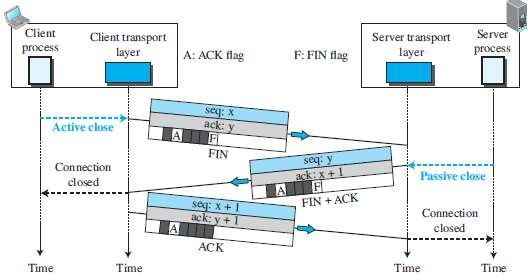 Client
process
Client transport
layer
A: ACK flag
F: FIN flag
Server transport
layer
Server
process
Active close
seq: x
ack: y
A
F
FIN
seq: y
ack: x + 1
A
F
FIN + ACK
Passive close
Connection
closed
seq: x + 1
ack: y + 1
A
ACK
Connection
closed
Time
Time
Time
Time